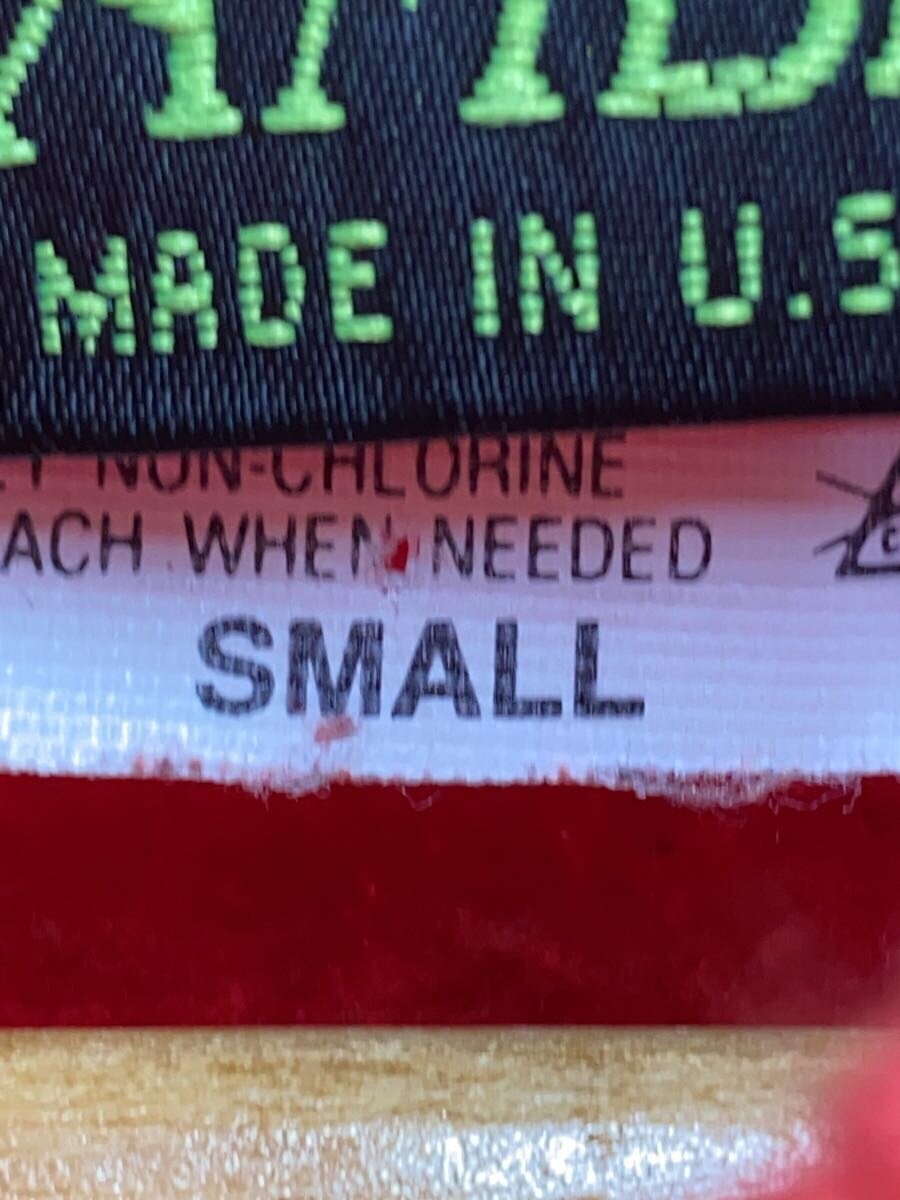 MADE IN U.S
NON-CHLORINE
ACH WHEN NEEDED
SMALL